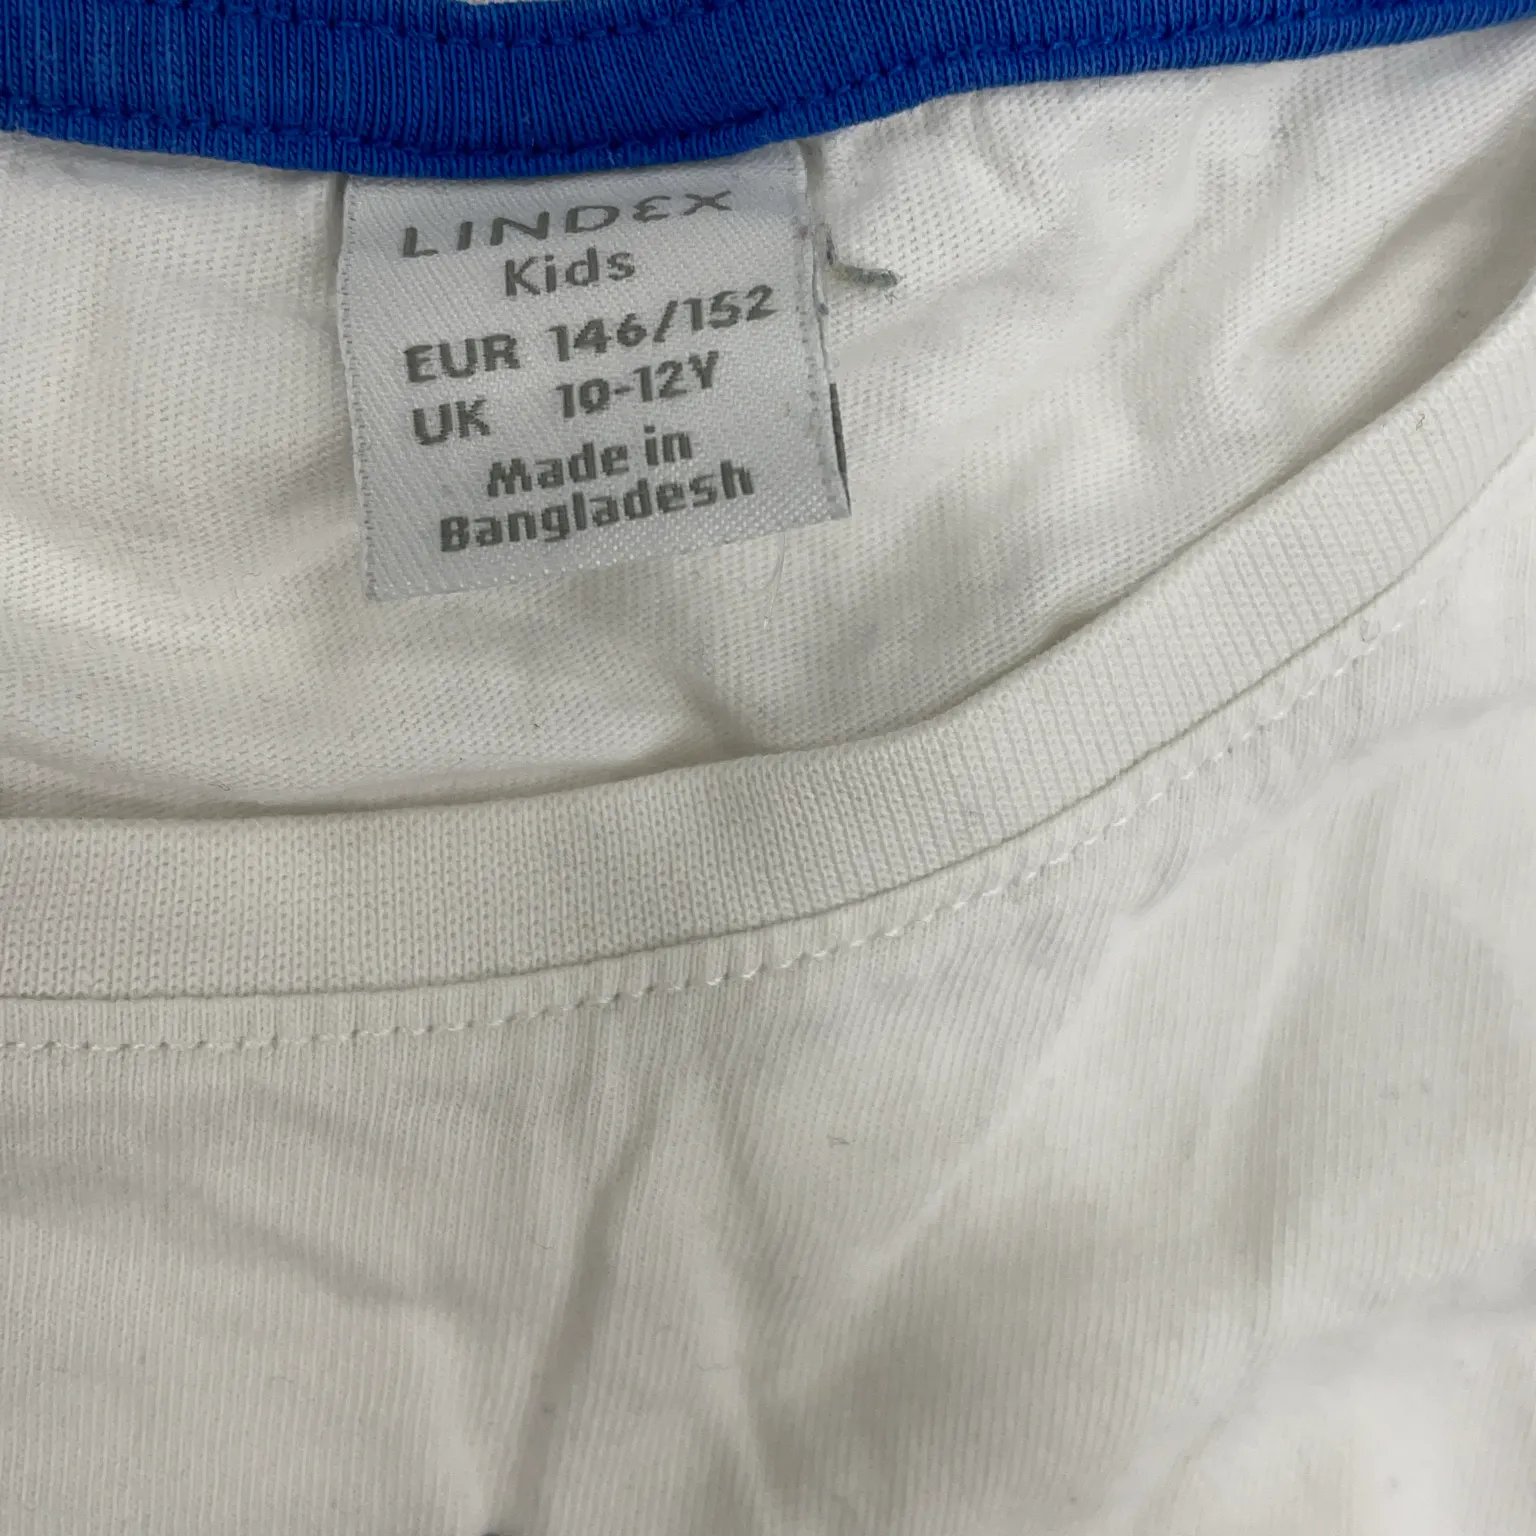 LINDEX
Kids
EUR 146/152
UK 10-12Y
Made in
Bangladesh